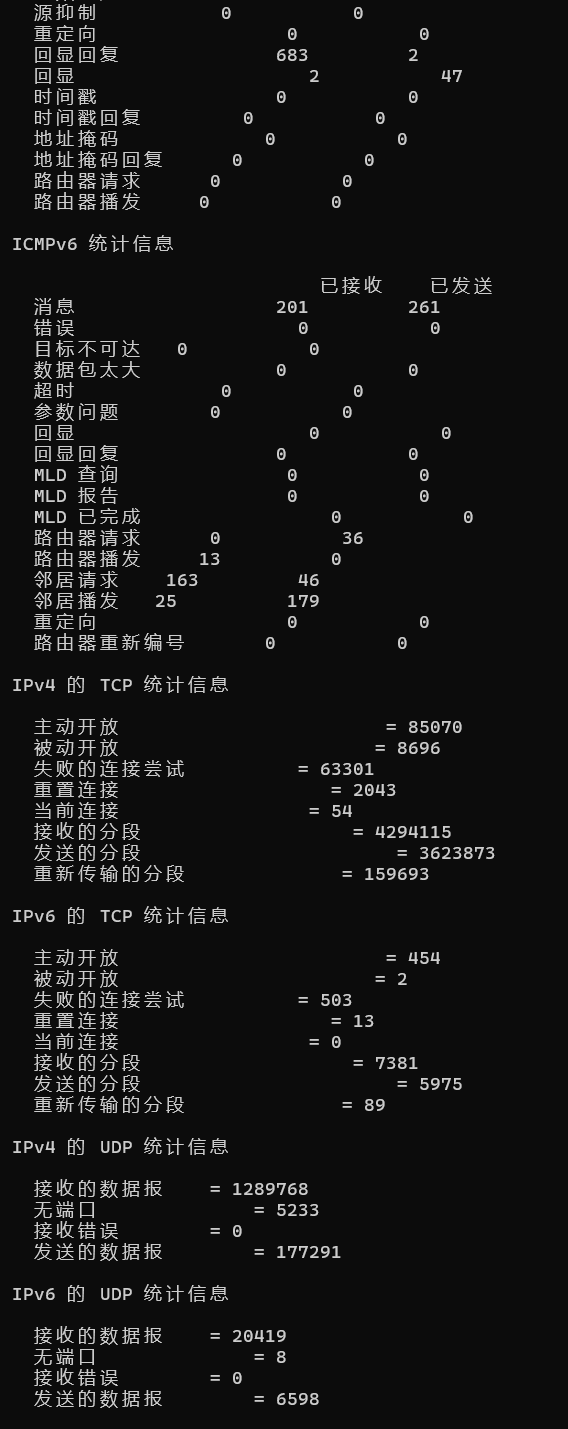 源抑制 0 0
重定向 0 0
回显回复 683 2
回显 2 47
时间戳 0 0
时间戳回复 0 0
地址掩码 0 0
地址掩码回复 0 0
路由器请求 0 0
路由器播发 0 0
ICMPv6 统计信息
已接收 已发送
消息 201 261
错误 0 0
目标不可达 0 0
数据包太大 0 0
超时 0 0
参数问题 0 0
回显 0 0
回显回复 0 0
MLD 查询 0 0
MLD 报告 0 0
MLD 已完成 0 0
路由器请求 0 36
路由器播发 13 0
邻居请求 163 46
邻居播发 25 179
重定向 0 0
路由器重新编号 0 0
IPv4 的 TCP 统计信息
主动开放 = 85070
被动开放 = 8696
失败的连接尝试 = 63301
重置连接 = 2043
当前连接 = 54
接收的分段 = 4294115
发送的分段 = 3623873
重新传输的分段 = 159693
IPv6 的 TCP 统计信息
主动开放 = 454
被动开放 = 2
失败的连接尝试 = 503
重置连接 = 13
当前连接 = 0
接收的分段 = 7381
发送的分段 = 5975
重新传输的分段 = 89
IPv4 的 UDP 统计信息
接收的数据报 = 1289768
无端口 = 5233
接收错误 = 0
发送的数据报 = 177291
IPv6 的 UDP 统计信息
接收的数据报 = 20419
无端口 = 8
接收错误 = 0
发送的数据报 = 6598